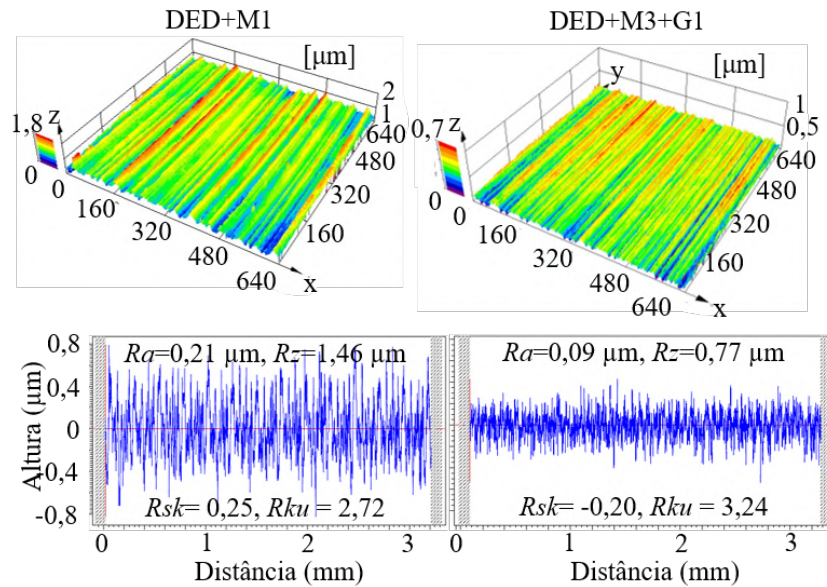 DED+M1
DED+M3+G1
[µm]
[µm]
y
1,8 z
2
1
0
0
640
480
320
160
160
320
480
640
x
0,7 z
1
0,5
0
0
640
480
320
160
160
320
480
640
x
0,8
0,4
0
-0,4
-0,8
Altura (µm)
Ra=0,21 µm, Rz=1,46 µm
Rsk= 0,25, Rku = 2,72
0 1 2 3
Distância (mm)
Ra=0,09 µm, Rz=0,77 µm
Rsk= -0,20, Rku = 3,24
0 1 2 3
Distância (mm)